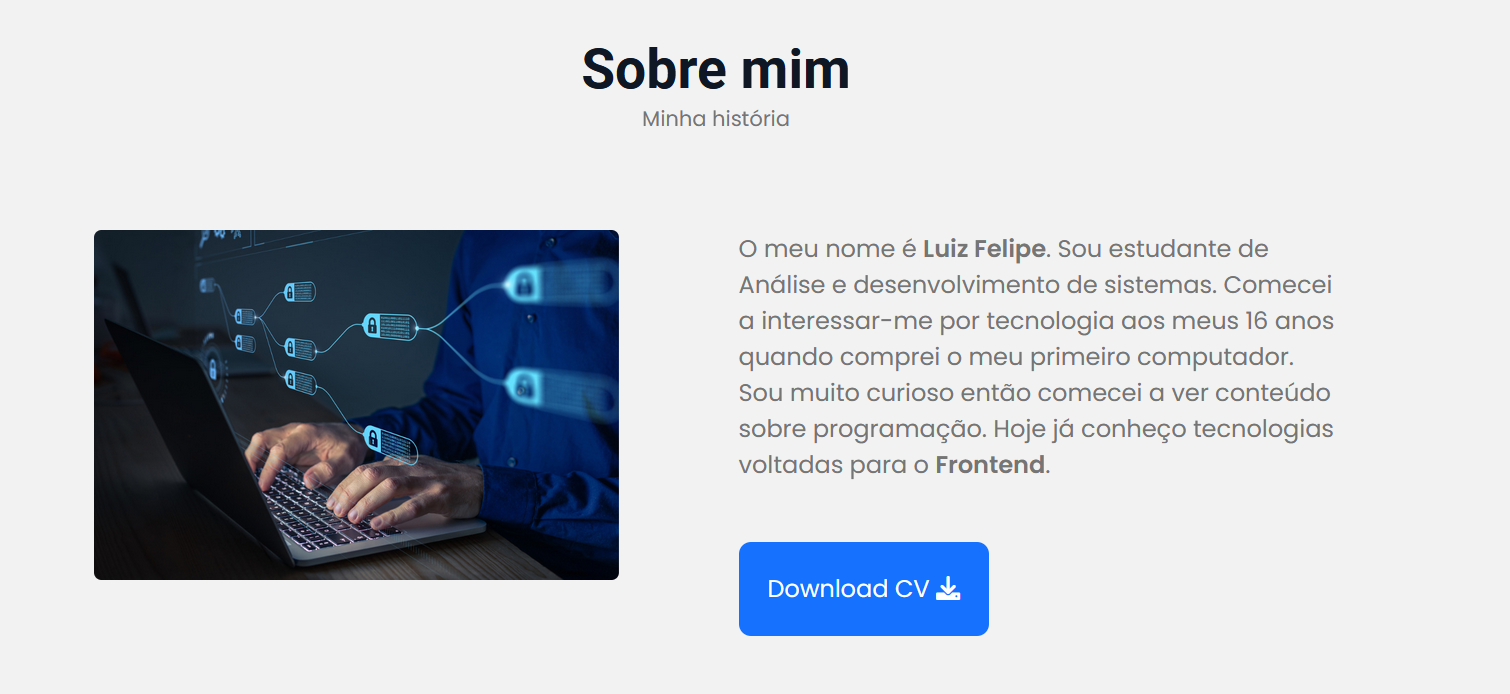 Sobre mim
Minha história
O meu nome é Luiz Felipe. Sou estudante de
Análise e desenvolvimento de sistemas. Comecei
a interessar-me por tecnologia aos meus 16 anos
quando comprei o meu primeiro computador.
Sou muito curioso então comecei a ver conteúdo
sobre programação. Hoje já conheço tecnologias
voltadas para o Frontend.
Download CV